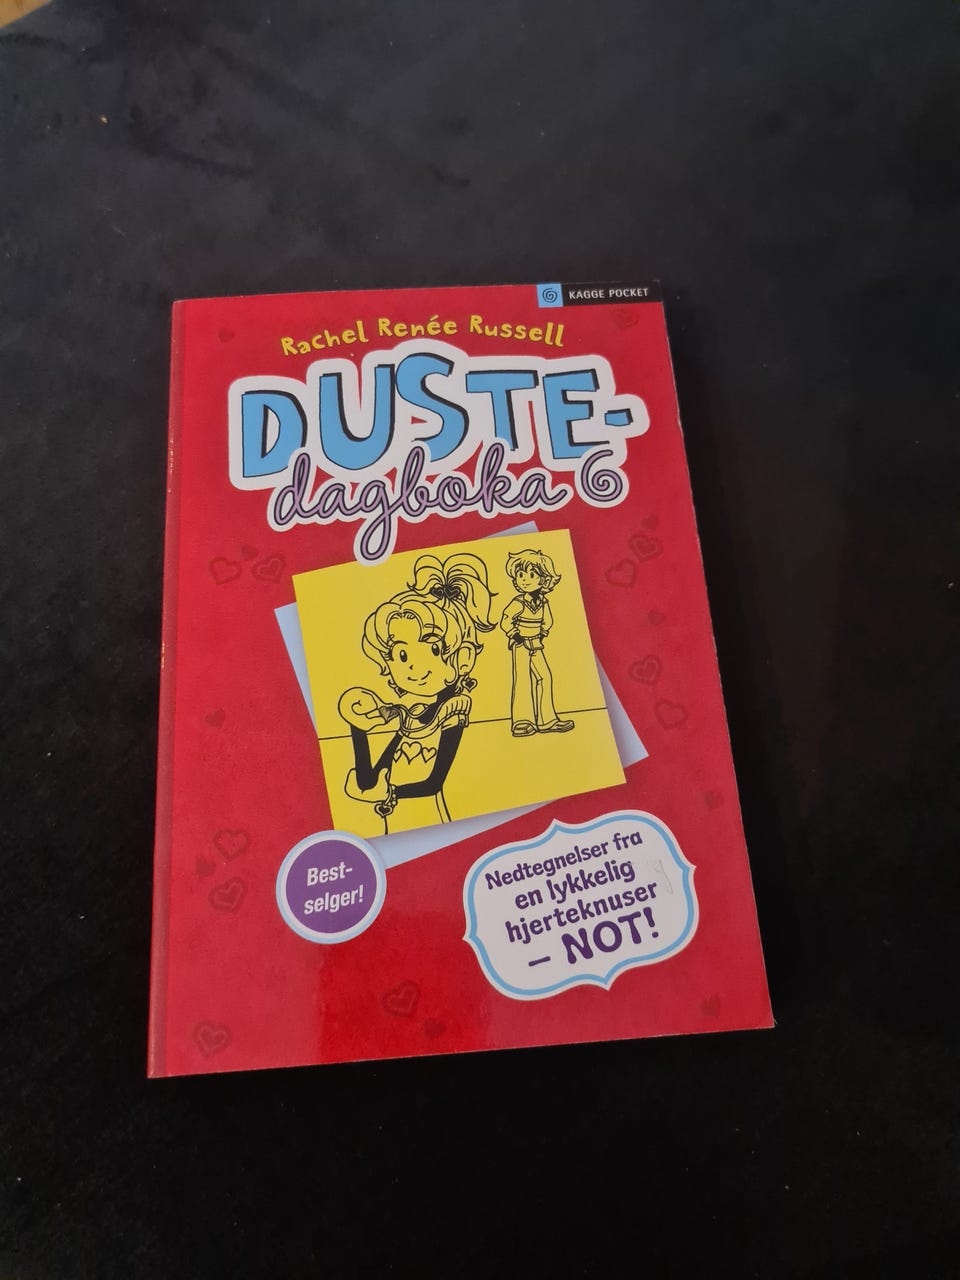 KAGGE POCKET
Rachel Renée Russell
DUSTE-
dagboka 6
Best-
selger!
Nedtegnelser fra
en lykkelig
hjerteknuser
– NOT!